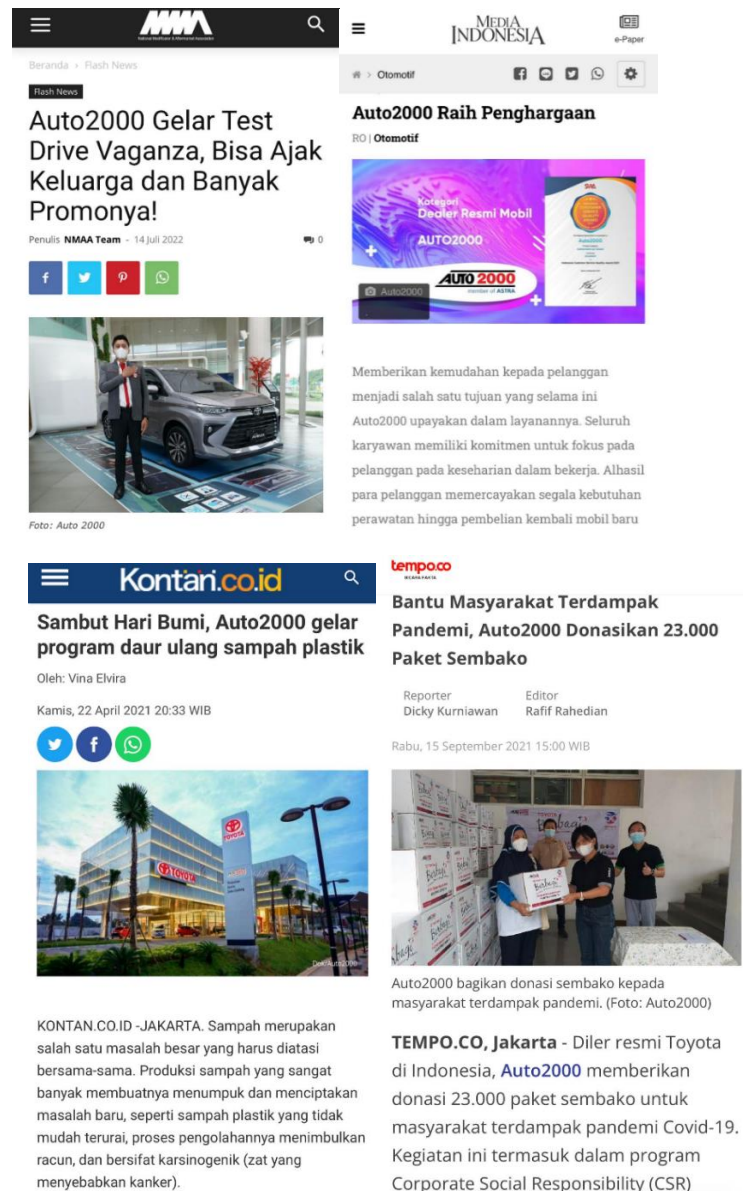 NMAA
National Modificator & Aftermarket Association
Beranda › Flash News
Flash News
Auto2000 Gelar Test
Drive Vaganza, Bisa Ajak
Keluarga dan Banyak
Promonya!
Penulis NMAA Team - 14 Juli 2022
0
Foto: Auto 2000
MEDIA
INDONESIA
e-Paper
> Otomotif
Auto2000 Raih Penghargaan
RO | Otomotif
Kategori
Dealer Resmi Mobil
AUTO2000
AUTO 2000
member of ASTRA
Auto2000
SWA
Memberikan kemudahan kepada pelanggan
menjadi salah satu tujuan yang selama ini
Auto2000 upayakan dalam layanannya. Seluruh
karyawan memiliki komitmen untuk fokus pada
pelanggan pada keseharian dalam bekerja. Alhasil
para pelanggan memercayakan segala kebutuhan
perawatan hingga pembelian kembali mobil baru
Kontan.co.id
Sambut Hari Bumi, Auto2000 gelar
program daur ulang sampah plastik
Oleh: Vina Elvira
Kamis, 22 April 2021 20:33 WIB
TOYOTA
TOYOTA
Dok/Auto2000
KONTAN.CO.ID -JAKARTA. Sampah merupakan
salah satu masalah besar yang harus diatasi
bersama-sama. Produksi sampah yang sangat
banyak membuatnya menumpuk dan menciptakan
masalah baru, seperti sampah plastik yang tidak
mudah terurai, proses pengolahannya menimbulkan
racun, dan bersifat karsinogenik (zat yang
menyebabkan kanker).
tempo.co
Bantu Masyarakat Terdampak
Pandemi, Auto2000 Donasikan 23.000
Paket Sembako
Reporter Editor
Dicky Kurniawan Rafif Rahedian
Rabu, 15 September 2021 15:00 WIB
Berbagi
Auto2000 bagikan donasi sembako kepada
masyarakat terdampak pandemi. (Foto: Auto2000)
TEMPO.CO, Jakarta - Diler resmi Toyota
di Indonesia, Auto2000 memberikan
donasi 23.000 paket sembako untuk
masyarakat terdampak pandemi Covid-19.
Kegiatan ini termasuk dalam program
Corporate Social Responsibility (CSR)